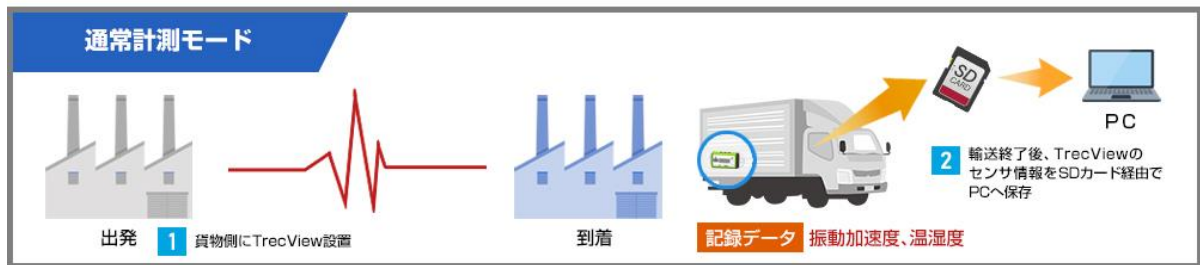 通常計測モード
SD
CARD
PC
2 輸送終了後、TrecViewの
センサ情報をSDカード経由で
PCへ保存
出発
1 貨物側にTrecView設置
到着
記録データ 振動加速度、温湿度